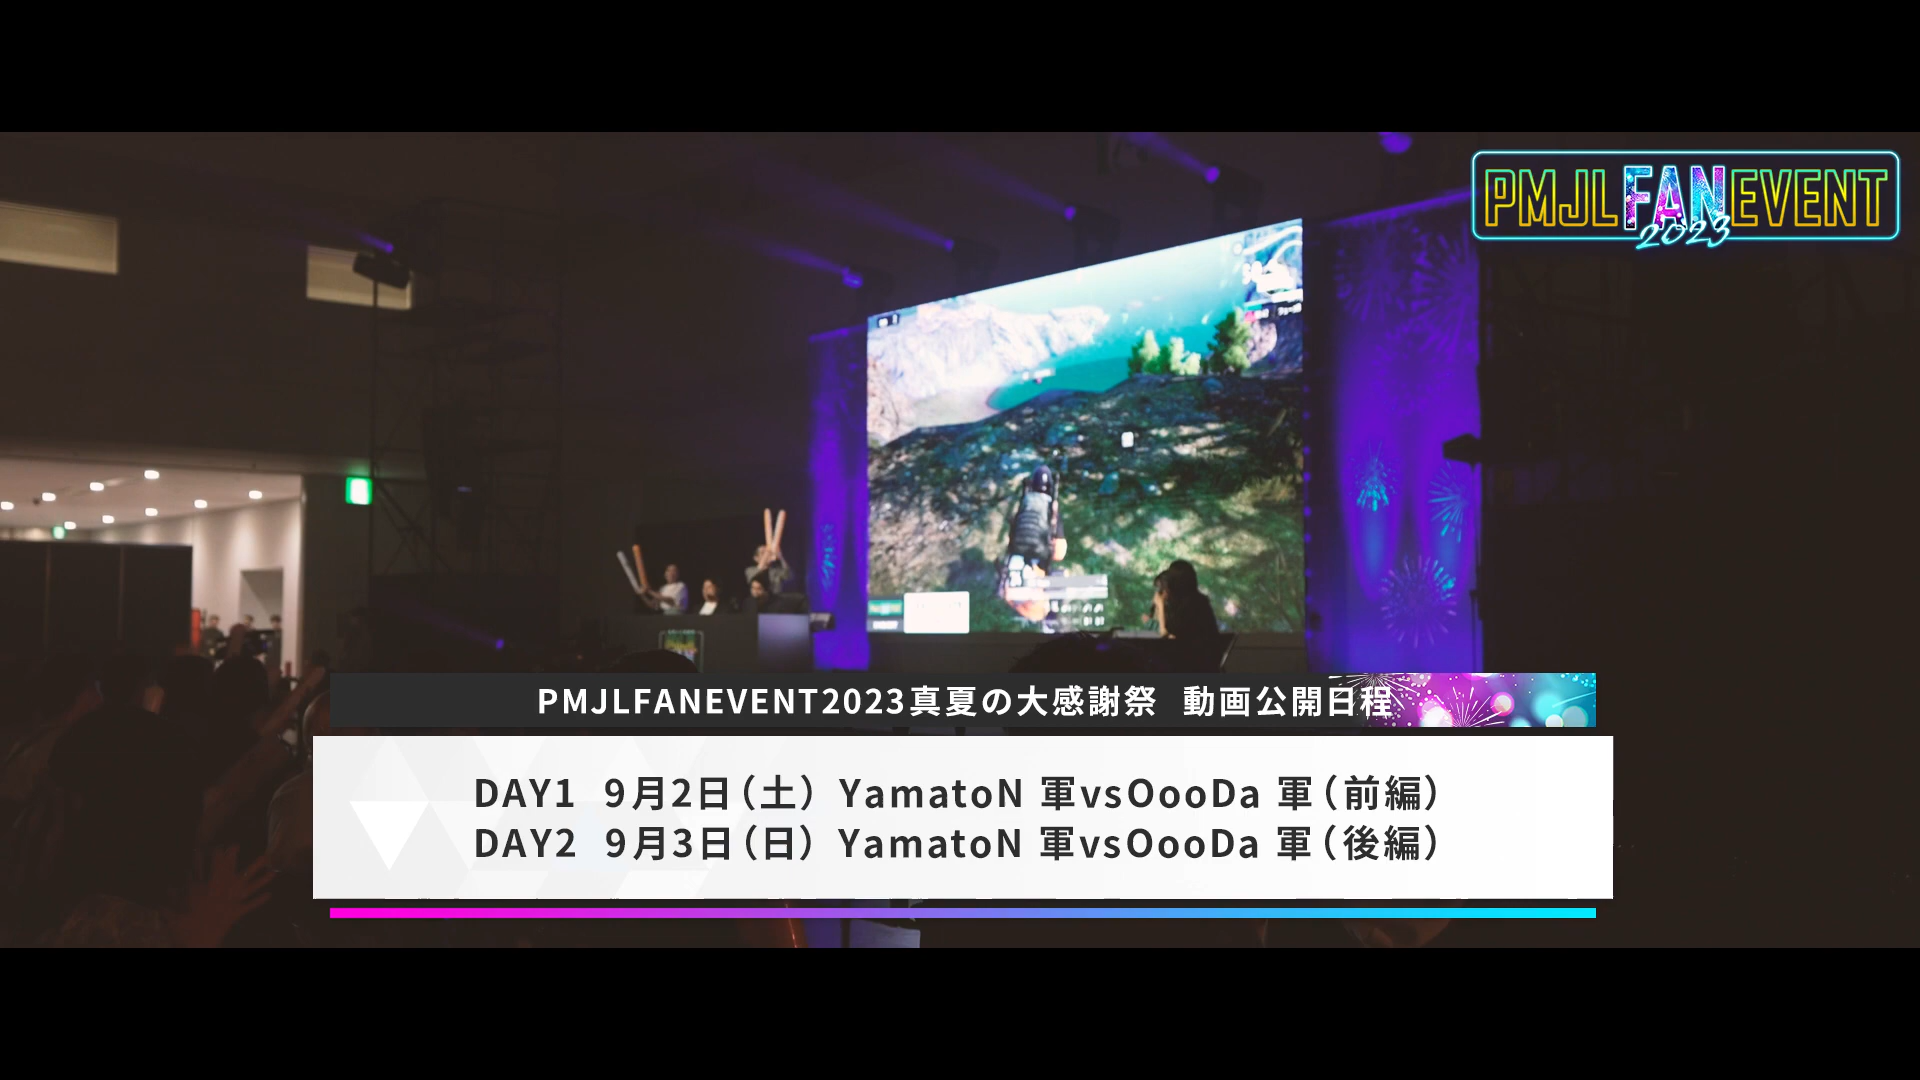 PMJLFANEVENT
2023
PMJLFANEVENT2023真夏の大感謝祭 動画公開日程
DAY1 9月2日(土) YamatoN 軍vsOooDa 軍(前編)
DAY2 9月3日(日) YamatoN 軍vsOooDa 軍(後編)